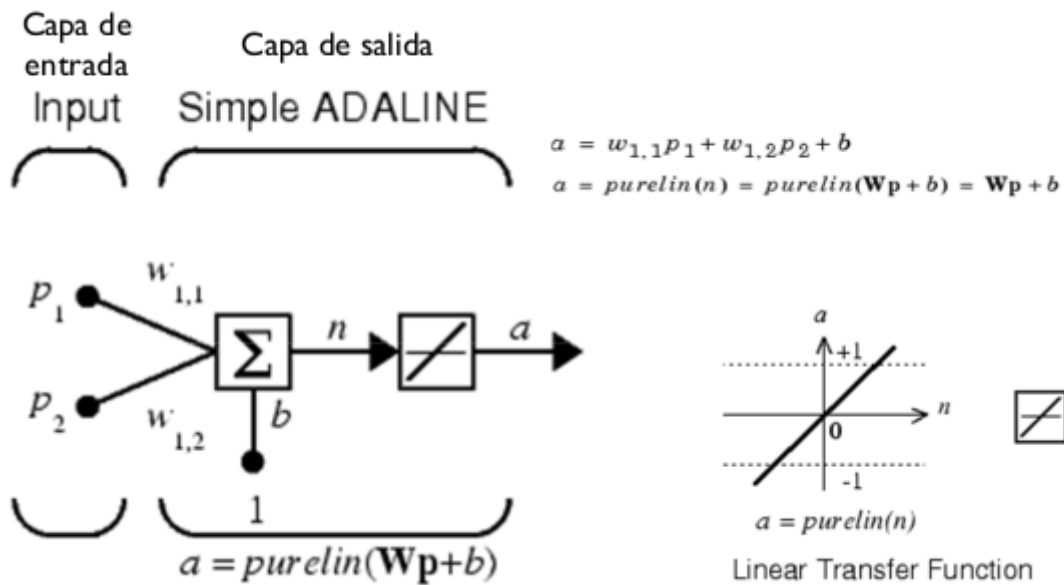 Capa de
entrada
Capa de salida
Input
Simple ADALINE
a = w1,1p1 + w1,2p2 + b
a = purelin(n) = purelin(Wp + b) = Wp + b
p1
w1,1
p2
w1,2
Σ
n
a
b
1
a = purelin(Wp+b)
a
+1
n
0
-1
a = purelin(n)
Linear Transfer Function